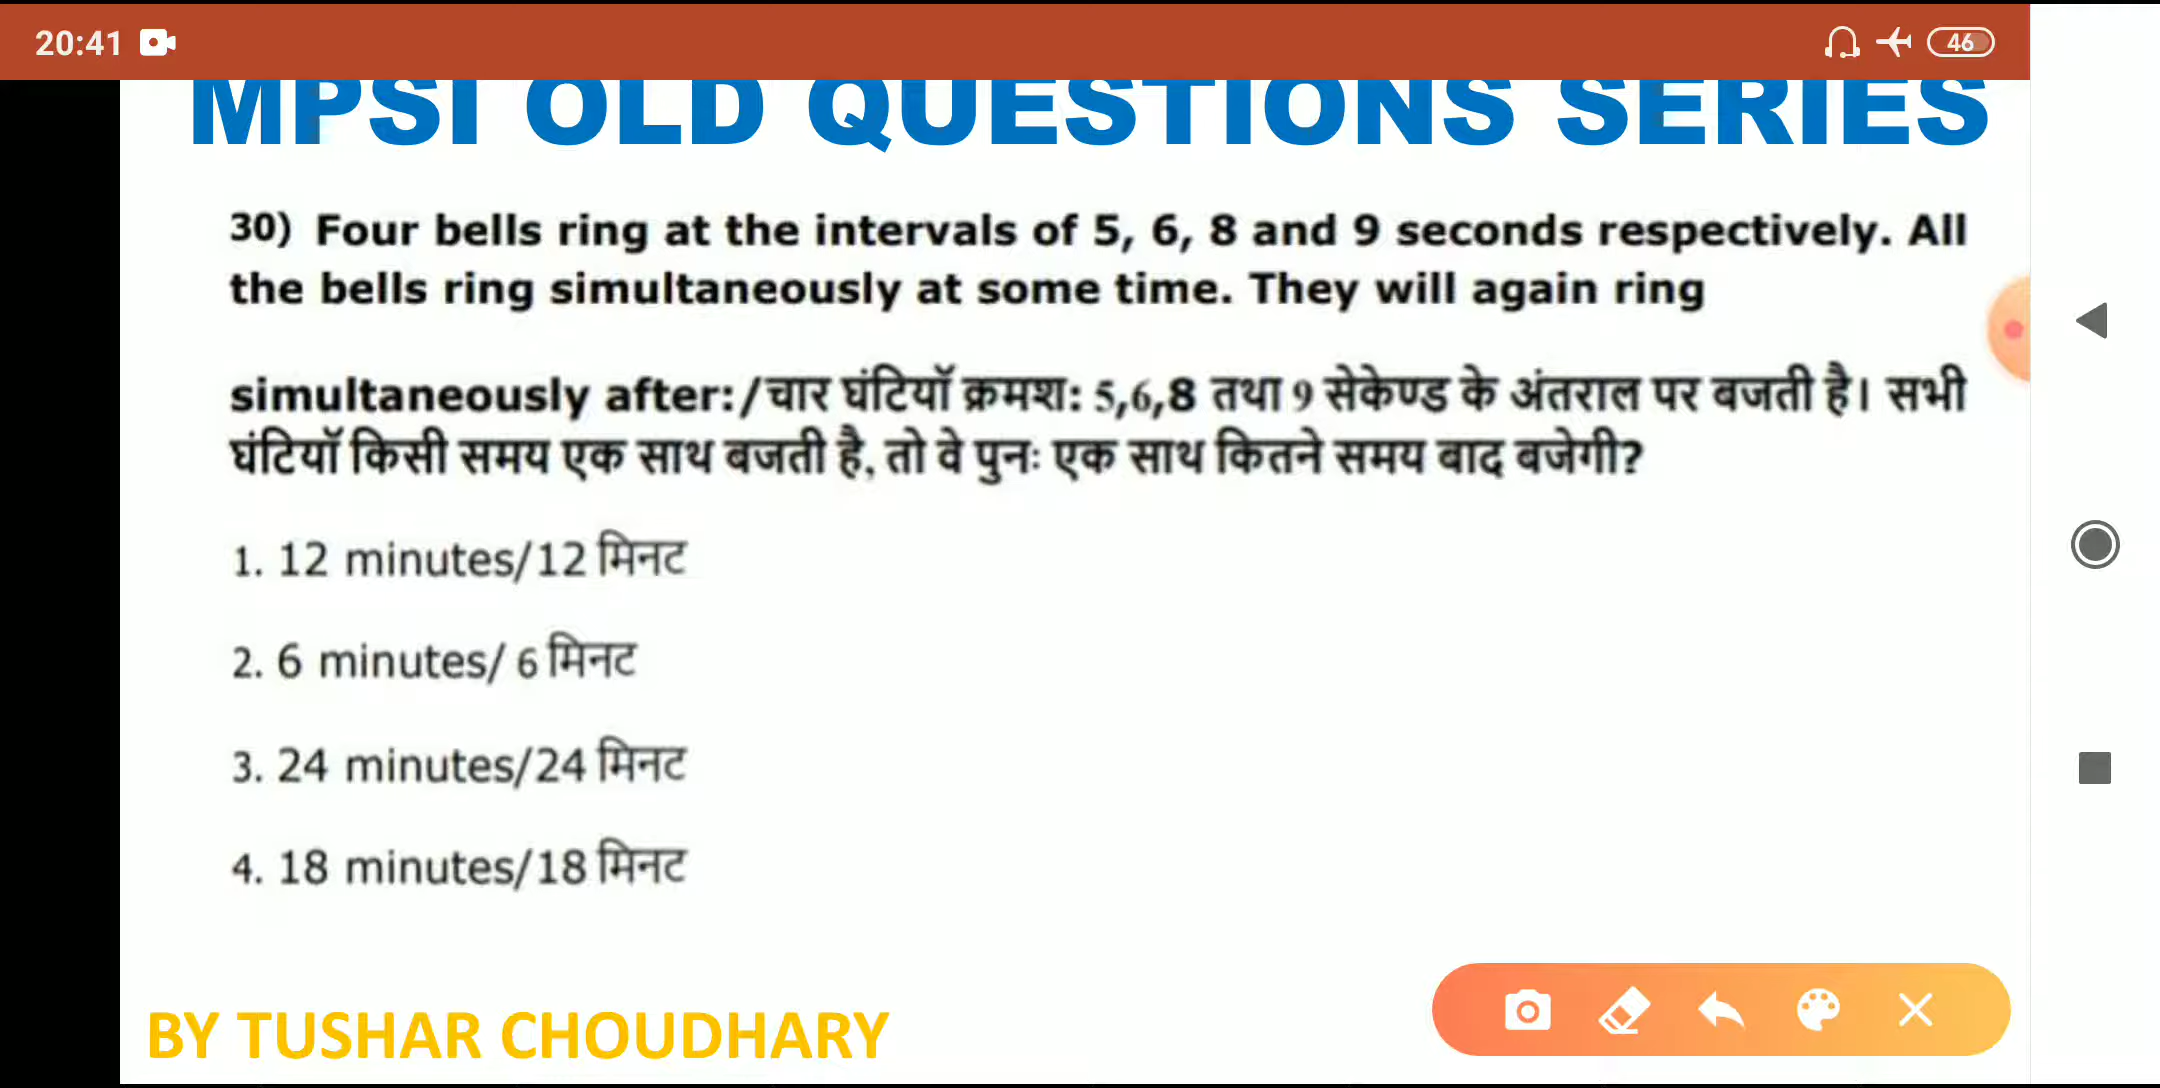 20:41
46
MPSI OLD QUESTIONS SERIES
30) Four bells ring at the intervals of 5, 6, 8 and 9 seconds respectively. All
the bells ring simultaneously at some time. They will again ring
simultaneously after:/चार घंटियॉ क्रमश: 5,6,8 तथा 9 सेकेण्ड के अंतराल पर बजती है। सभी
घंटियॉ किसी समय एक साथ बजती है, तो वे पुनः एक साथ कितने समय बाद बजेगी?
1. 12 minutes/12 मिनट
2. 6 minutes/ 6 मिनट
3. 24 minutes/24 मिनट
4. 18 minutes/18 मिनट
BY TUSHAR CHOUDHARY